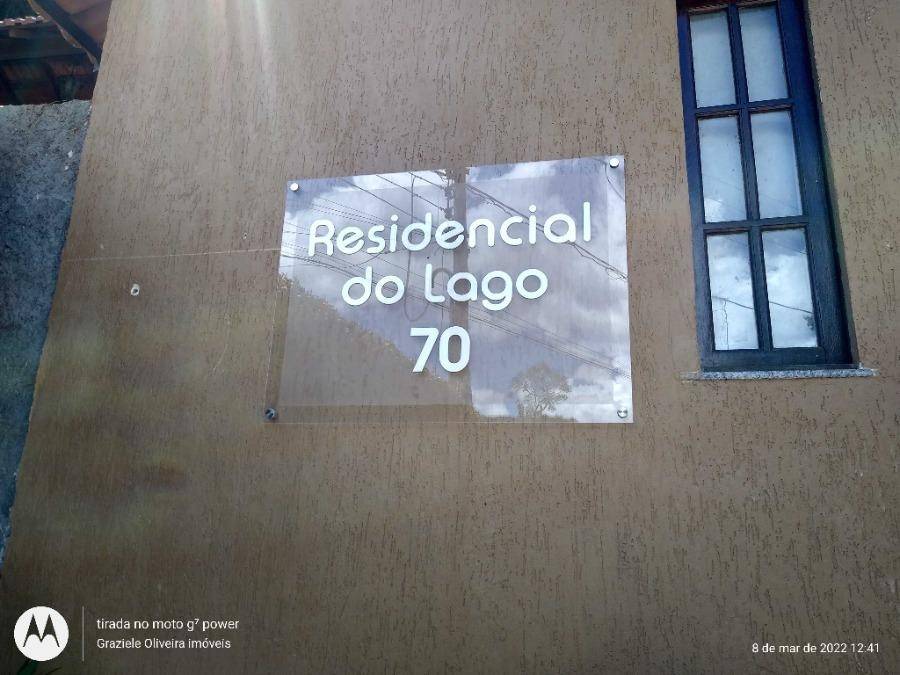 Residencial
do Lago
70
tirada no moto g⁷ power
Graziele Oliveira imóveis
8 de mar de 2022 12:41